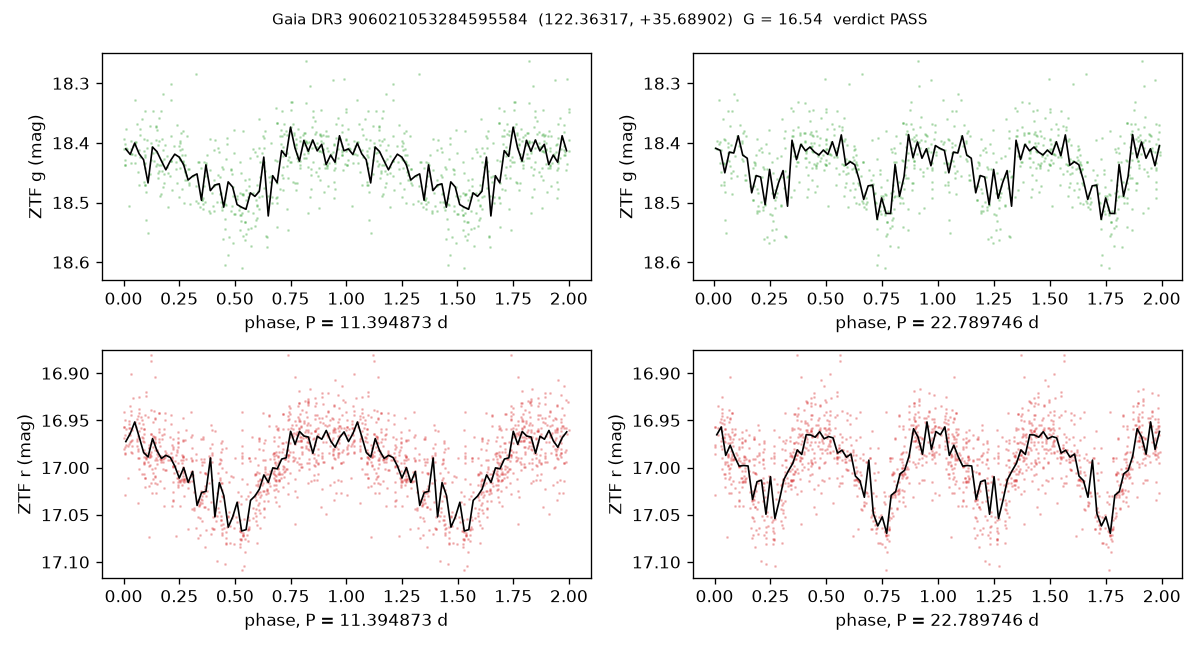 Gaia DR3 906021053284595584 (122.36317, +35.68902) G = 16.54 verdict PASS
ZTF g (mag)
18.3
18.4
18.5
18.6
0.00 0.25 0.50 0.75 1.00 1.25 1.50 1.75 2.00
phase, P = 11.394873 d
ZTF g (mag)
18.3
18.4
18.5
18.6
0.00 0.25 0.50 0.75 1.00 1.25 1.50 1.75 2.00
phase, P = 22.789746 d
ZTF r (mag)
16.90
16.95
17.00
17.05
17.10
0.00 0.25 0.50 0.75 1.00 1.25 1.50 1.75 2.00
phase, P = 11.394873 d
ZTF r (mag)
16.90
16.95
17.00
17.05
17.10
0.00 0.25 0.50 0.75 1.00 1.25 1.50 1.75 2.00
phase, P = 22.789746 d